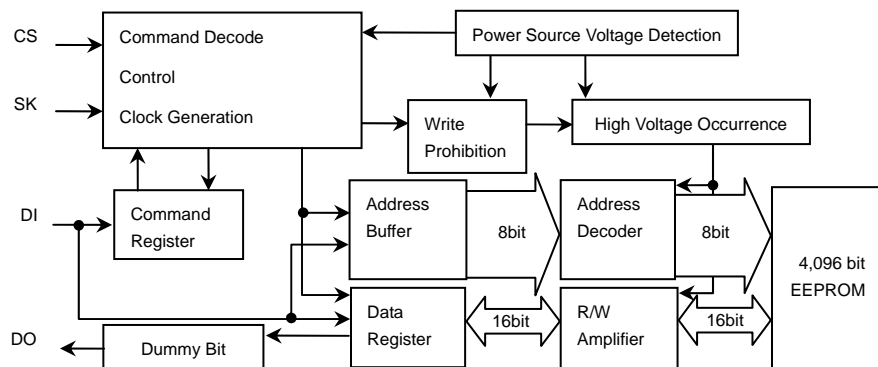 CS
Command Decode
Control
Clock Generation
SK
Power Source Voltage Detection
Write
Prohibition
High Voltage Occurrence
DI
Command
Register
Address
Buffer
8bit
Address
Decoder
8bit
4,096 bit
EEPROM
DO
Dummy Bit
Data
Register
16bit
R/W
Amplifier
16bit